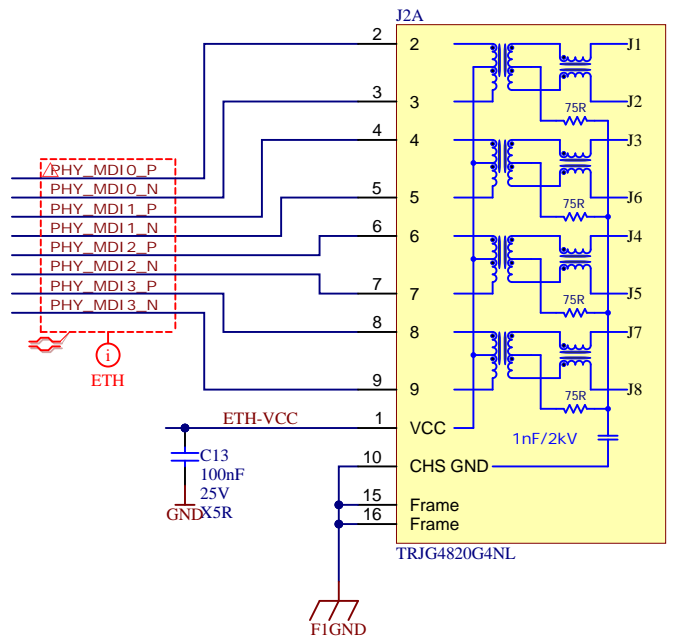 J2A
2 2 J1
3 3 J2
75R
4 4 J3
PHY_MDI0_P
PHY_MDI0_N
5 5 J6
PHY_MDI1_P
75R
PHY_MDI1_N
6 6 J4
PHY_MDI2_P
PHY_MDI2_N
7 7 J5
PHY_MDI3_P
75R
PHY_MDI3_N
8 8 J7
i
ETH
9 9 J8
75R
ETH-VCC 1 VCC
1nF/2kV
C13
10 CHS GND
100nF
25V
15 Frame
GND
X5R
16 Frame
TRJG4820G4NL
F1GND